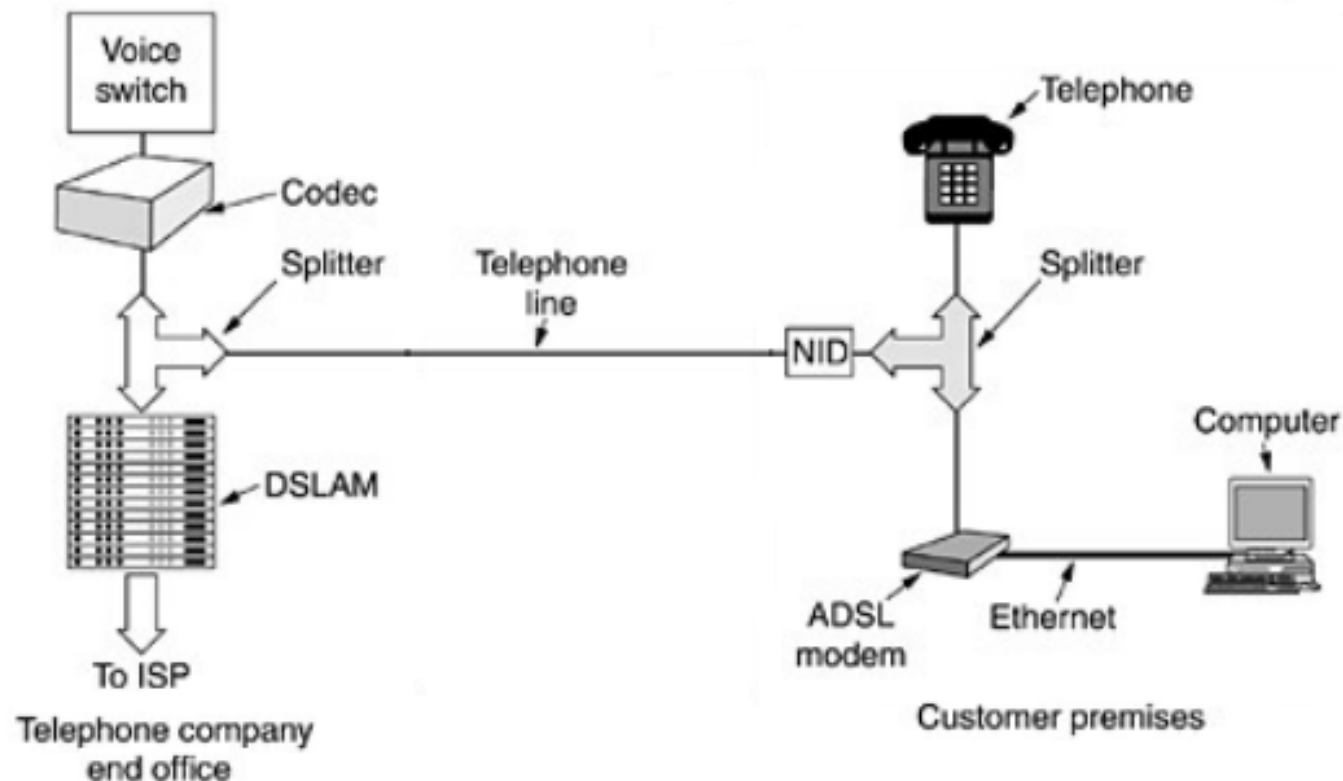 Voice
switch
Codec
Splitter
Telephone
line
DSLAM
To ISP
Telephone company
end office
Telephone
Splitter
NID
Computer
ADSL
modem
Ethernet
Customer premises